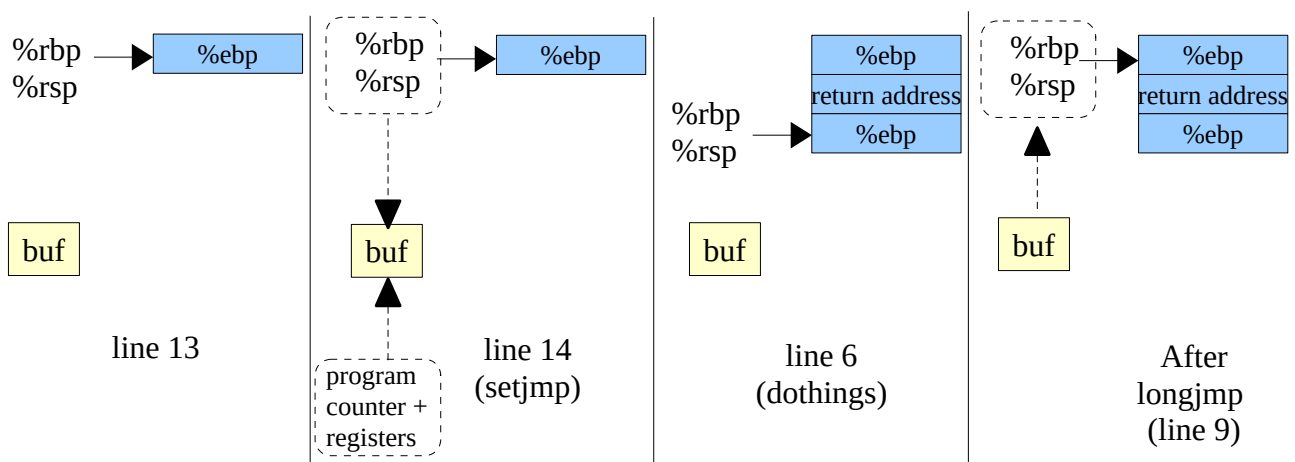 %rbp
%rsp
%ebp
buf
line 13
%rbp
%rsp
%ebp
buf
program
counter +
registers
line 14
(setjmp)
%rbp
%rsp
%ebp
return address
%ebp
buf
line 6
(dothings)
%rbp
%rsp
%ebp
return address
%ebp
buf
After
longjmp
(line 9)